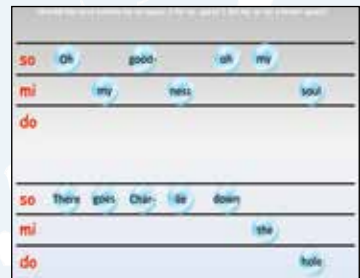 so Oh good- oh my
mi my ness soul
do
so There goes Char- lie down
mi the
do hole